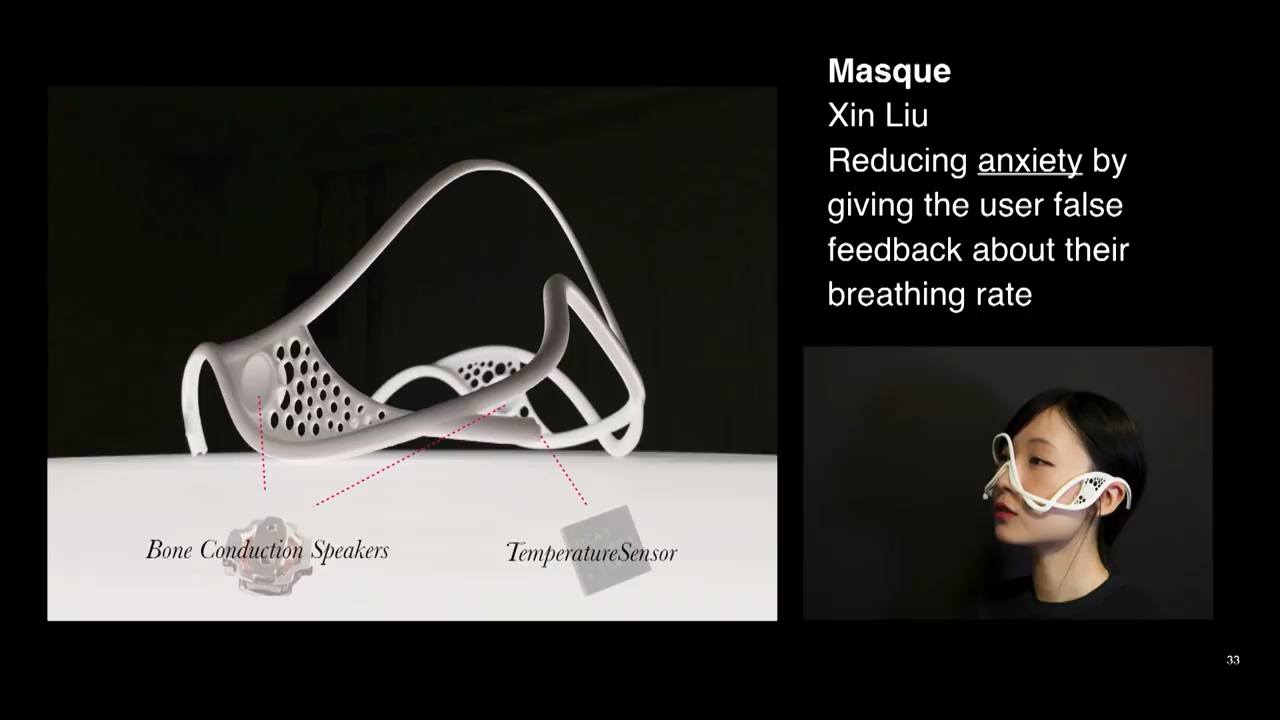 Masque
Xin Liu
Reducing anxiety by
giving the user false
feedback about their
breathing rate
Bone Conduction Speakers
TemperatureSensor
33